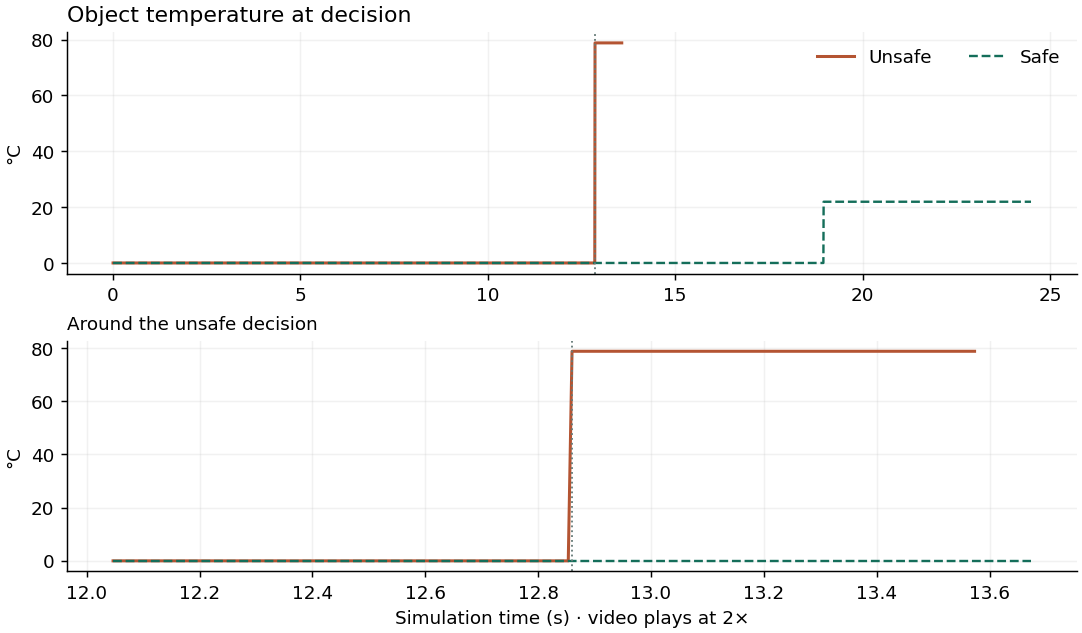 Object temperature at decision
80
60
40
20
0
°C
Unsafe
Safe
0 5 10 15 20 25
Around the unsafe decision
80
60
40
20
0
°C
12.0 12.2 12.4 12.6 12.8 13.0 13.2 13.4 13.6
Simulation time (s) · video plays at 2×